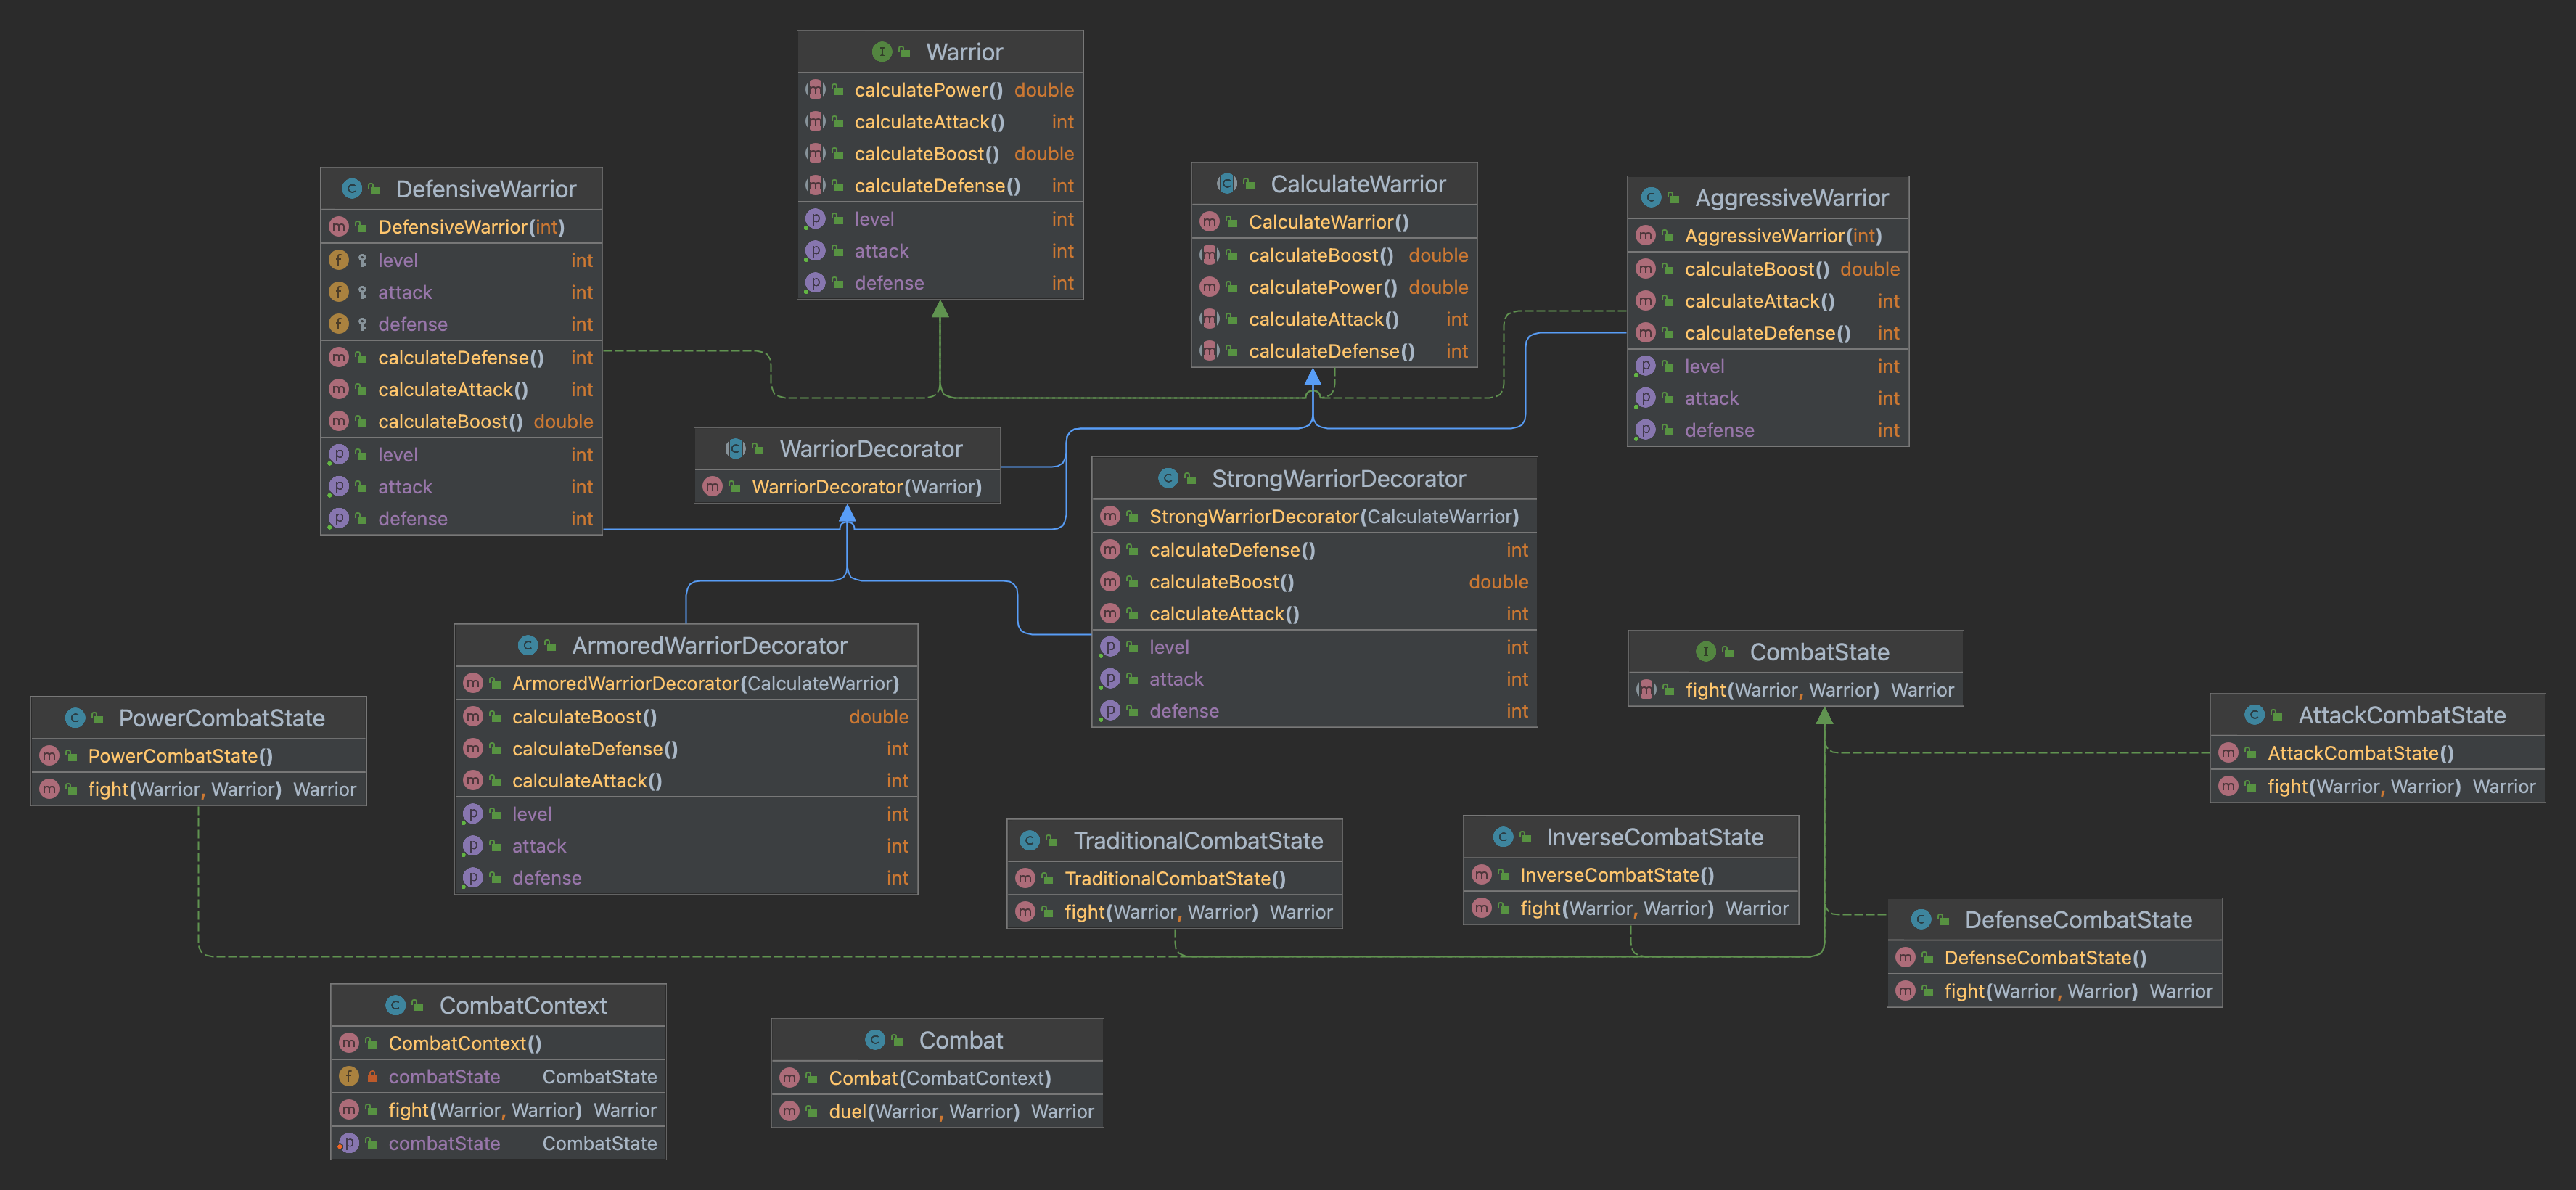 Warrior
calculatePower() double
calculateAttack() int
calculateBoost() double
calculateDefense() int
level int
attack int
defense int
DefensiveWarrior
DefensiveWarrior(int)
level int
attack int
defense int
calculateDefense() int
calculateAttack() int
calculateBoost() double
level int
attack int
defense int
CalculateWarrior
CalculateWarrior()
calculateBoost() double
calculatePower() double
calculateAttack() int
calculateDefense() int
AggressiveWarrior
AggressiveWarrior(int)
calculateBoost() double
calculateAttack() int
calculateDefense() int
level int
attack int
defense int
WarriorDecorator
WarriorDecorator(Warrior)
StrongWarriorDecorator
StrongWarriorDecorator(CalculateWarrior)
calculateDefense() int
calculateBoost() double
calculateAttack() int
level int
attack int
defense int
ArmoredWarriorDecorator
ArmoredWarriorDecorator(CalculateWarrior)
calculateBoost() double
calculateDefense() int
calculateAttack() int
level int
attack int
defense int
CombatState
fight(Warrior, Warrior) Warrior
PowerCombatState
PowerCombatState()
fight(Warrior, Warrior) Warrior
AttackCombatState
AttackCombatState()
fight(Warrior, Warrior) Warrior
TraditionalCombatState
TraditionalCombatState()
fight(Warrior, Warrior) Warrior
InverseCombatState
InverseCombatState()
fight(Warrior, Warrior) Warrior
DefenseCombatState
DefenseCombatState()
fight(Warrior, Warrior) Warrior
CombatContext
CombatContext()
combatState CombatState
fight(Warrior, Warrior) Warrior
combatState CombatState
Combat
Combat(CombatContext)
duel(Warrior, Warrior) Warrior